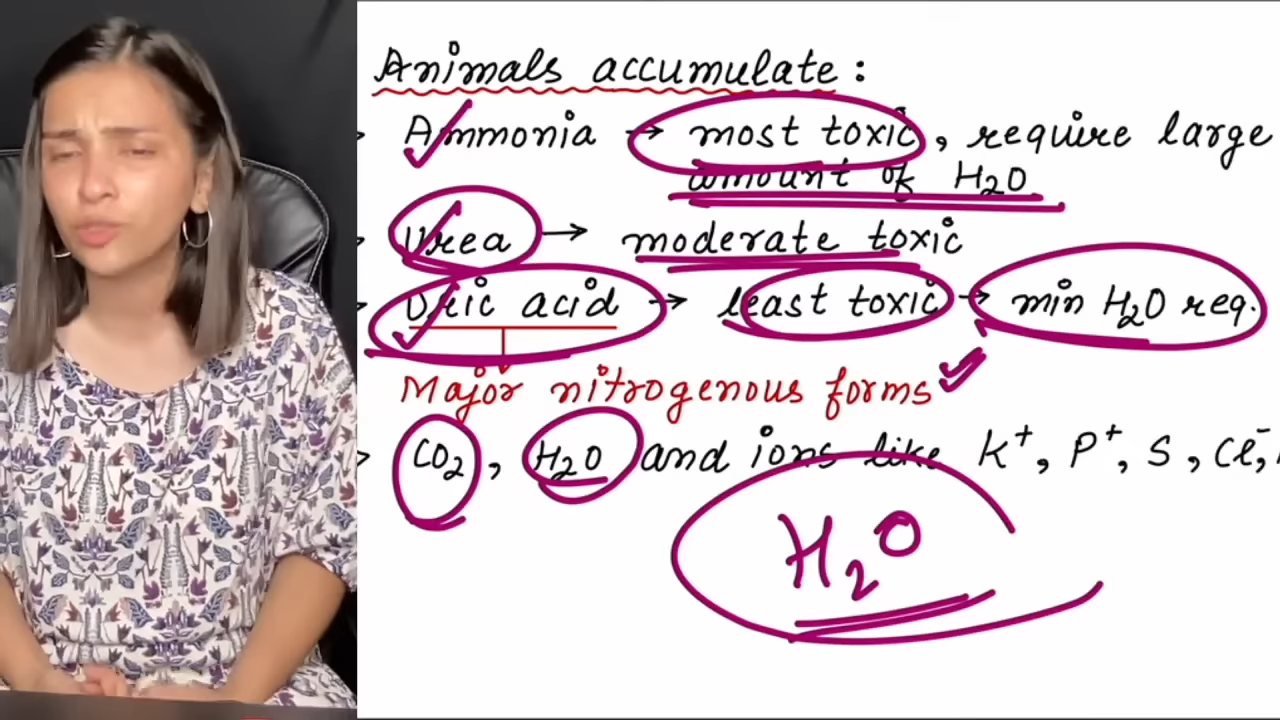 Animals accumulate :
Ammonia → most toxic, require large
amount of H₂O
Urea → moderate toxic
Uric acid → least toxic → min H₂O req.
Major nitrogenous forms
CO₂, H₂O and ions like K⁺, P⁺, S, Cl⁻,
H₂O